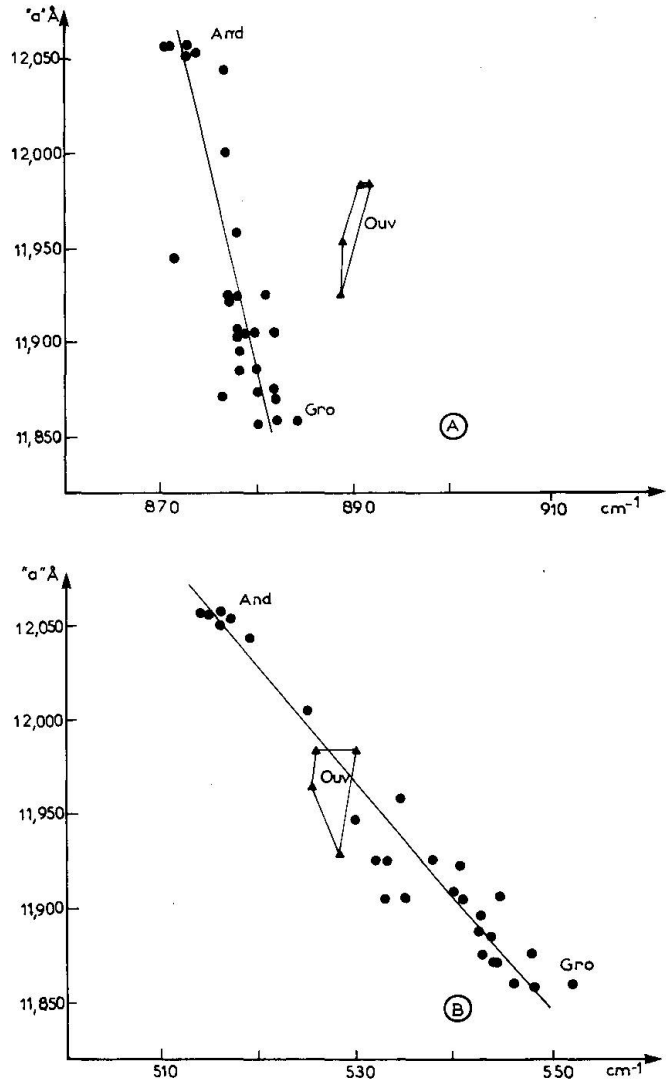 "a" Å
And
12,050
12,000
Ouv
11,950
11,900
Gro
11,850
A
870 890 910 cm⁻¹
"a" Å
And
12,050
12,000
Ouv
11,950
11,900
Gro
11,850
B
510 530 550 cm⁻¹